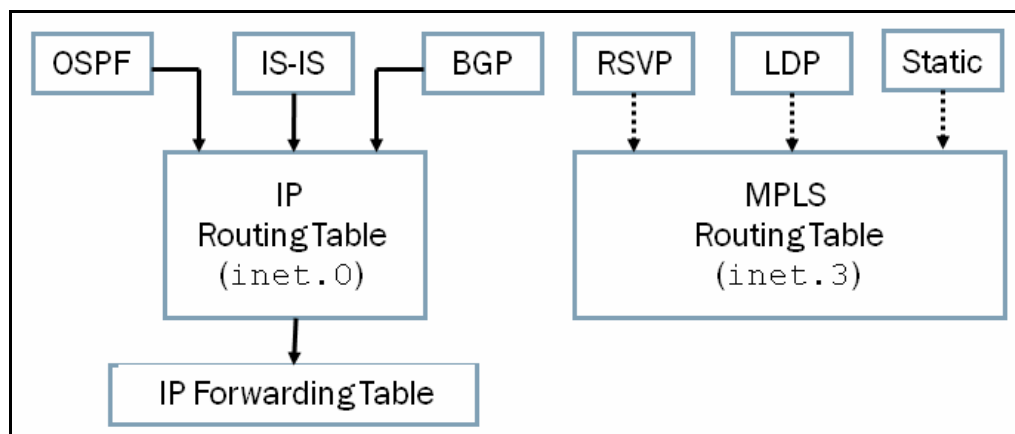 OSPF
IS-IS
BGP
RSVP
LDP
Static
IP
Routing Table
(inet.0)
MPLS
Routing Table
(inet.3)
IP Forwarding Table